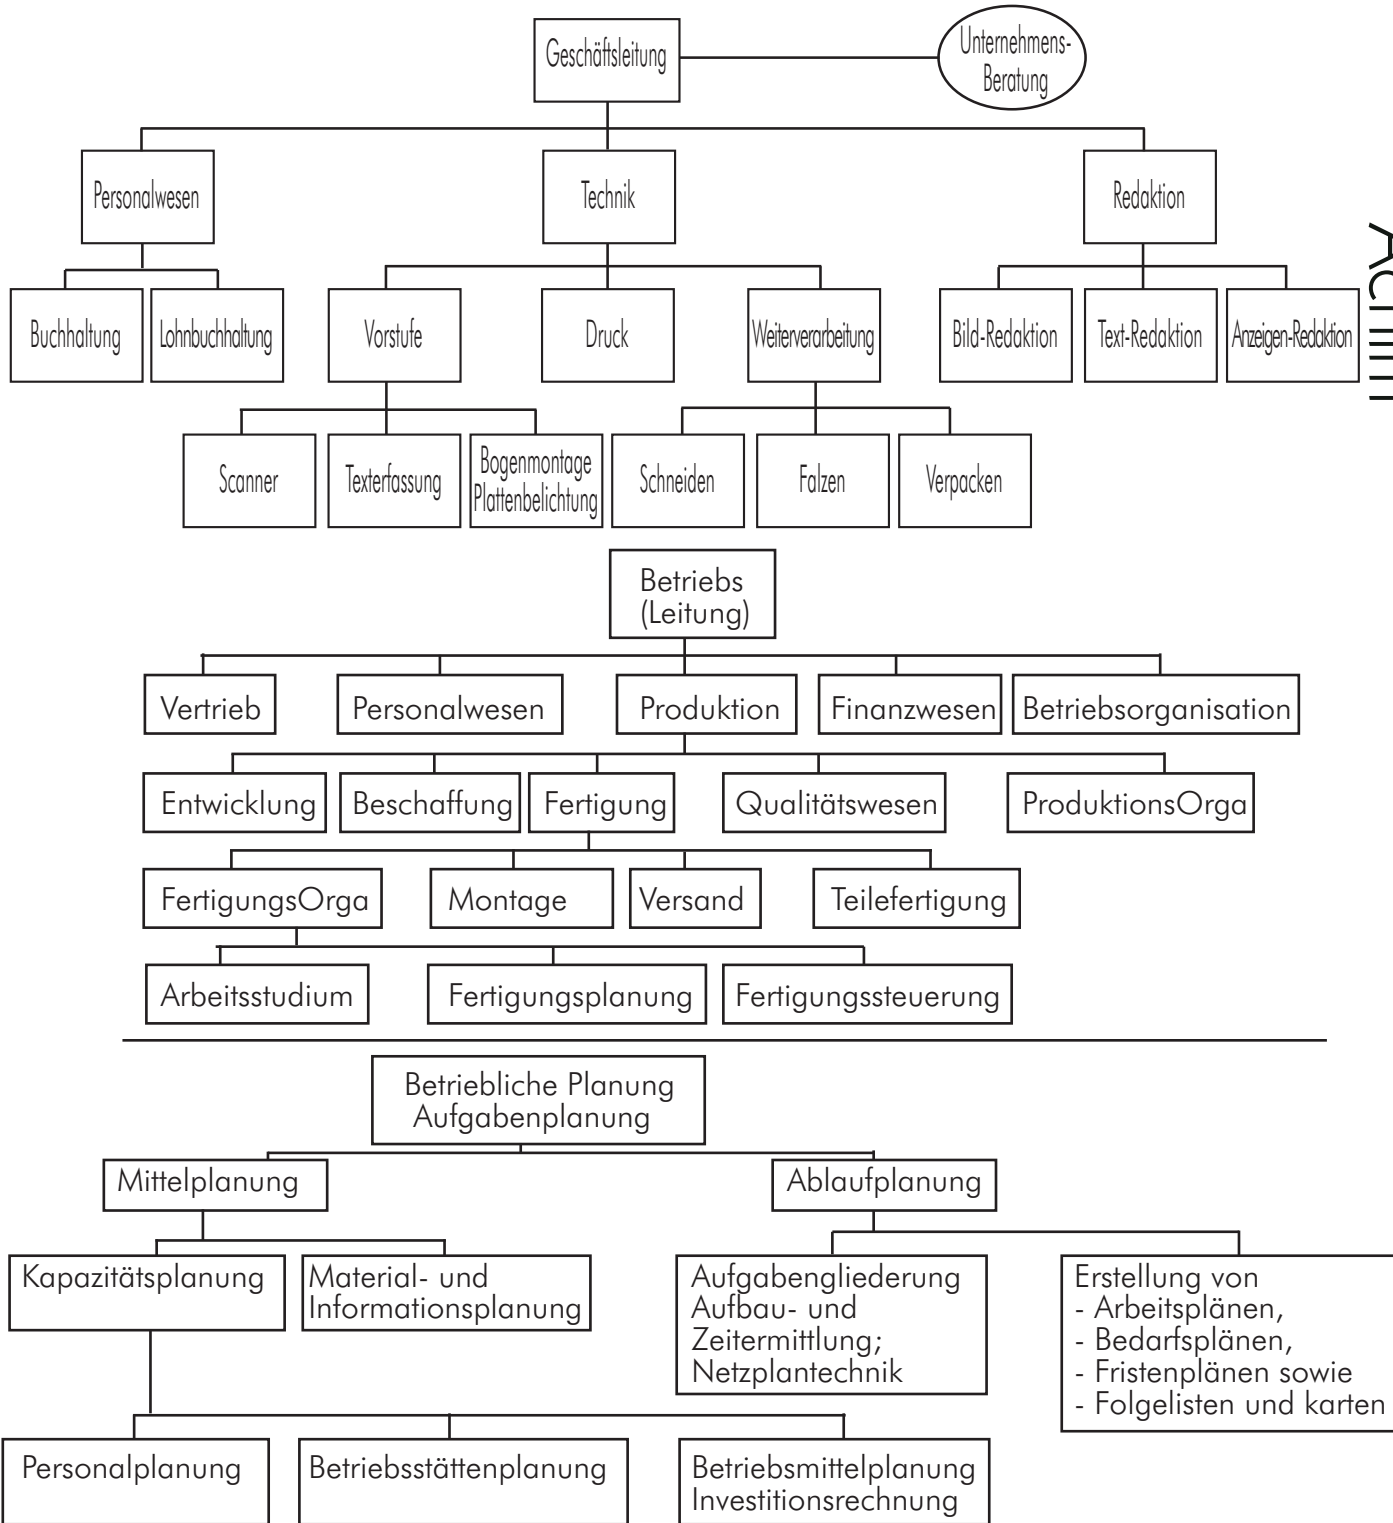 Geschäftsleitung
Unternehmens-
Beratung
Personalwesen
Technik
Redaktion
Buchhaltung
Lohnbuchhaltung
Vorstufe
Druck
Weiterverarbeitung
Bild-Redaktion
Text-Redaktion
Anzeigen-Redaktion
Achim
Scanner
Texterfassung
Bogenmontage
Plattenbelichtung
Schneiden
Falzen
Verpacken
Betriebs
(Leitung)
Vertrieb
Personalwesen
Produktion
Finanzwesen
Betriebsorganisation
Entwicklung
Beschaffung
Fertigung
Qualitätswesen
ProduktionsOrga
FertigungsOrga
Montage
Versand
Teilefertigung
Arbeitsstudium
Fertigungsplanung
Fertigungssteuerung
Betriebliche Planung
Aufgabenplanung
Mittelplanung
Ablaufplanung
Kapazitätsplanung
Material- und
Informationsplanung
Aufgabengliederung
Aufbau- und
Zeitermittlung;
Netzplantechnik
Erstellung von
- Arbeitsplänen,
- Bedarfsplänen,
- Fristenplänen sowie
- Folgelisten und karten
Personalplanung
Betriebsstättenplanung
Betriebsmittelplanung
Investitionsrechnung